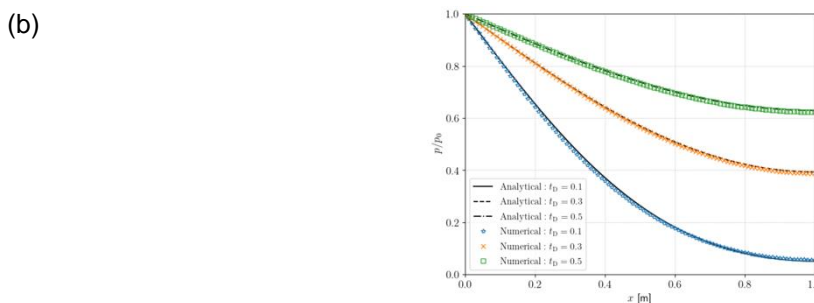 (b)
1.0
0.8
0.6
0.4
0.2
0.0
p/p₀
Analytical : t_D = 0.1
Analytical : t_D = 0.3
Analytical : t_D = 0.5
Numerical : t_D = 0.1
Numerical : t_D = 0.3
Numerical : t_D = 0.5
0.0 0.2 0.4 0.6 0.8 1.0
x [m]